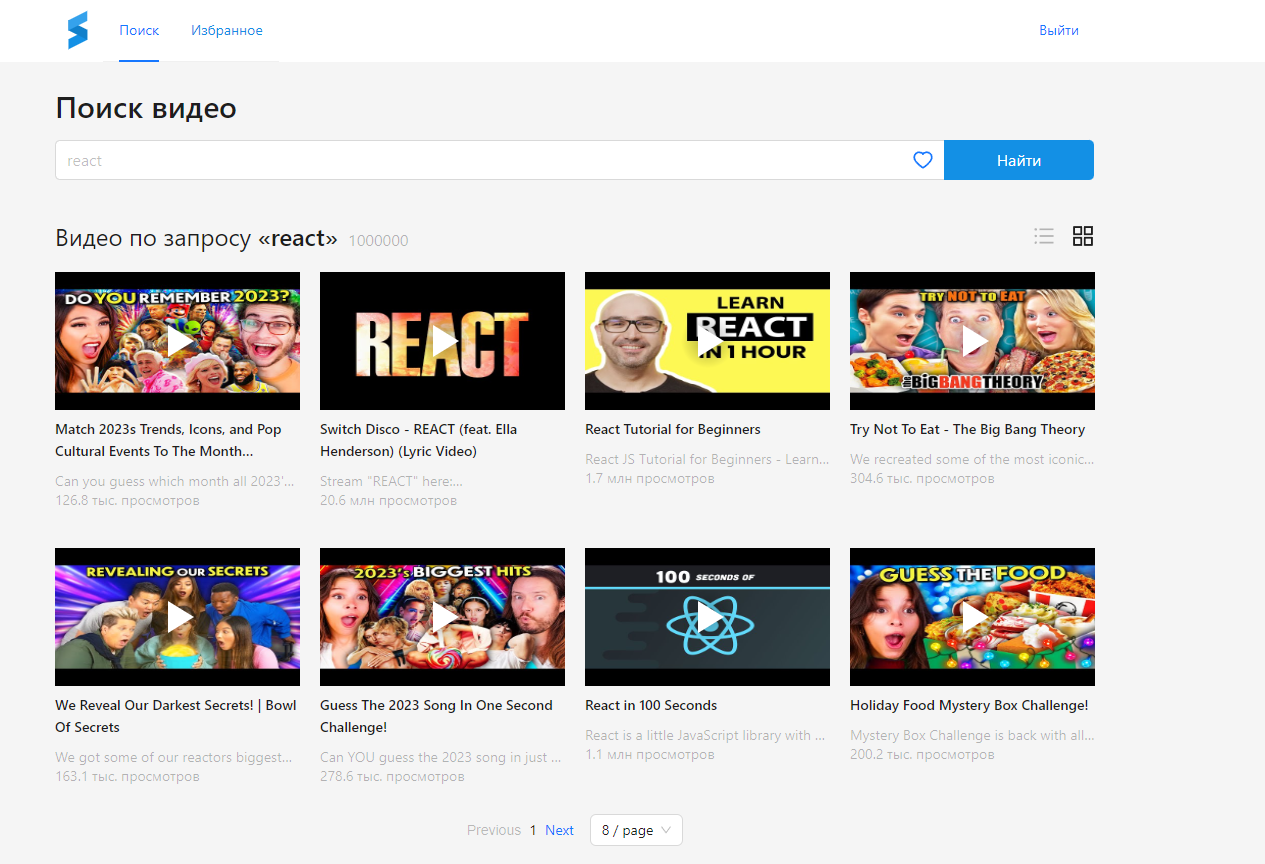 Поиск Избранное Выйти
Поиск видео
react Найти
Видео по запросу «react» 1000000
DO YOU REMEMBER 2023?
REACT
LEARN
REACT
IN 1 HOUR
TRY NOT TO EAT
THE BIG BANG THEORY
Match 2023s Trends, Icons, and Pop
Cultural Events To The Month...
Can you guess which month all 2023'...
126.8 тыс. просмотров
Switch Disco - REACT (feat. Ella
Henderson) (Lyric Video)
Stream "REACT" here:...
20.6 млн просмотров
React Tutorial for Beginners
React JS Tutorial for Beginners - Learn...
1.7 млн просмотров
Try Not To Eat - The Big Bang Theory
We recreated some of the most iconic...
304.6 тыс. просмотров
REVEALING OUR SECRETS
2023's BIGGEST HITS
100 SECONDS OF
GUESS THE FOOD
We Reveal Our Darkest Secrets! | Bowl
Of Secrets
We got some of our reactors biggest...
163.1 тыс. просмотров
Guess The 2023 Song In One Second
Challenge!
Can YOU guess the 2023 song in just ...
278.6 тыс. просмотров
React in 100 Seconds
React is a little JavaScript library with ...
1.1 млн просмотров
Holiday Food Mystery Box Challenge!
Mystery Box Challenge is back with all...
200.2 тыс. просмотров
Previous 1 Next 8 / page